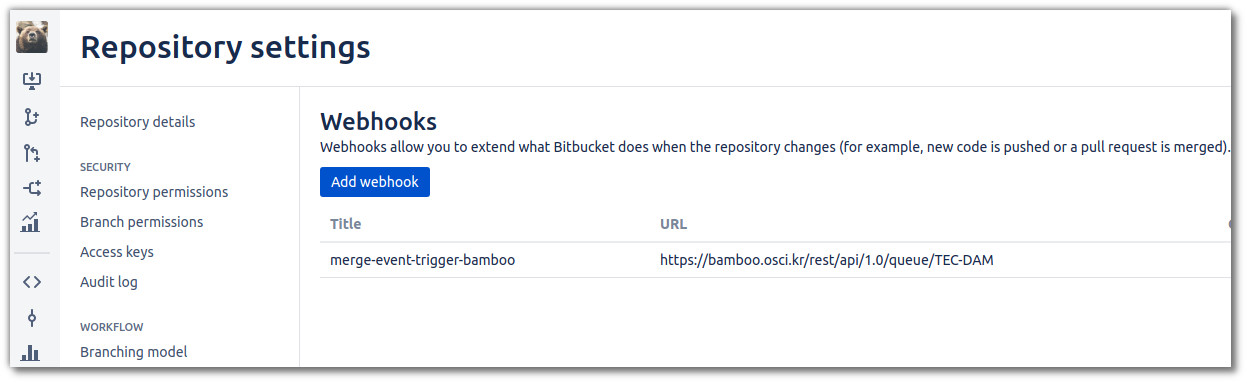 Repository settings
Repository details
SECURITY
Repository permissions
Branch permissions
Access keys
Audit log
WORKFLOW
Branching model
Webhooks
Webhooks allow you to extend what Bitbucket does when the repository changes (for example, new code is pushed or a pull request is merged).
Add webhook
Title URL
merge-event-trigger-bamboo https://bamboo.osci.kr/rest/api/1.0/queue/TEC-DAM